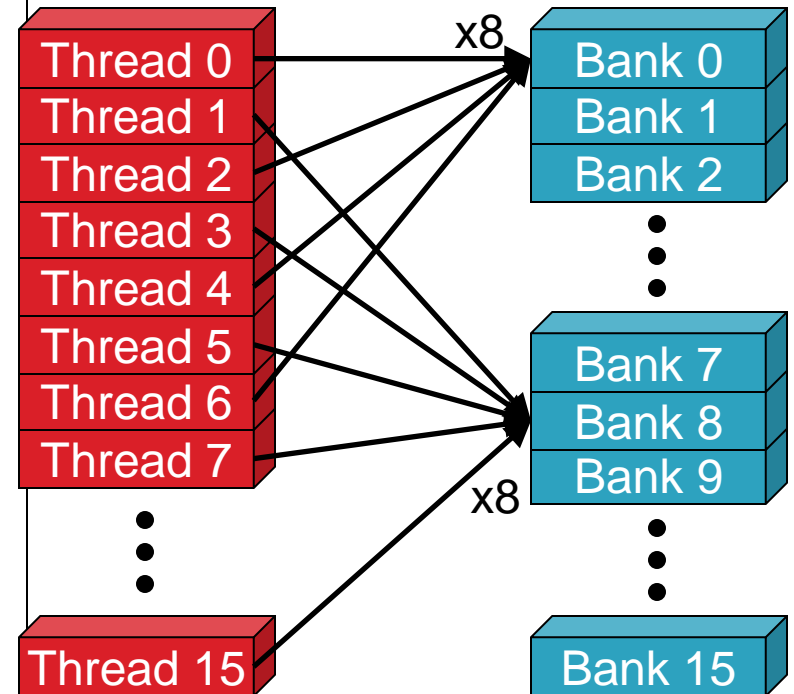 x8
Thread 0
Thread 1
Thread 2
Thread 3
Thread 4
Thread 5
Thread 6
Thread 7
Thread 15
Bank 0
Bank 1
Bank 2
Bank 7
Bank 8
Bank 9
x8
Bank 15